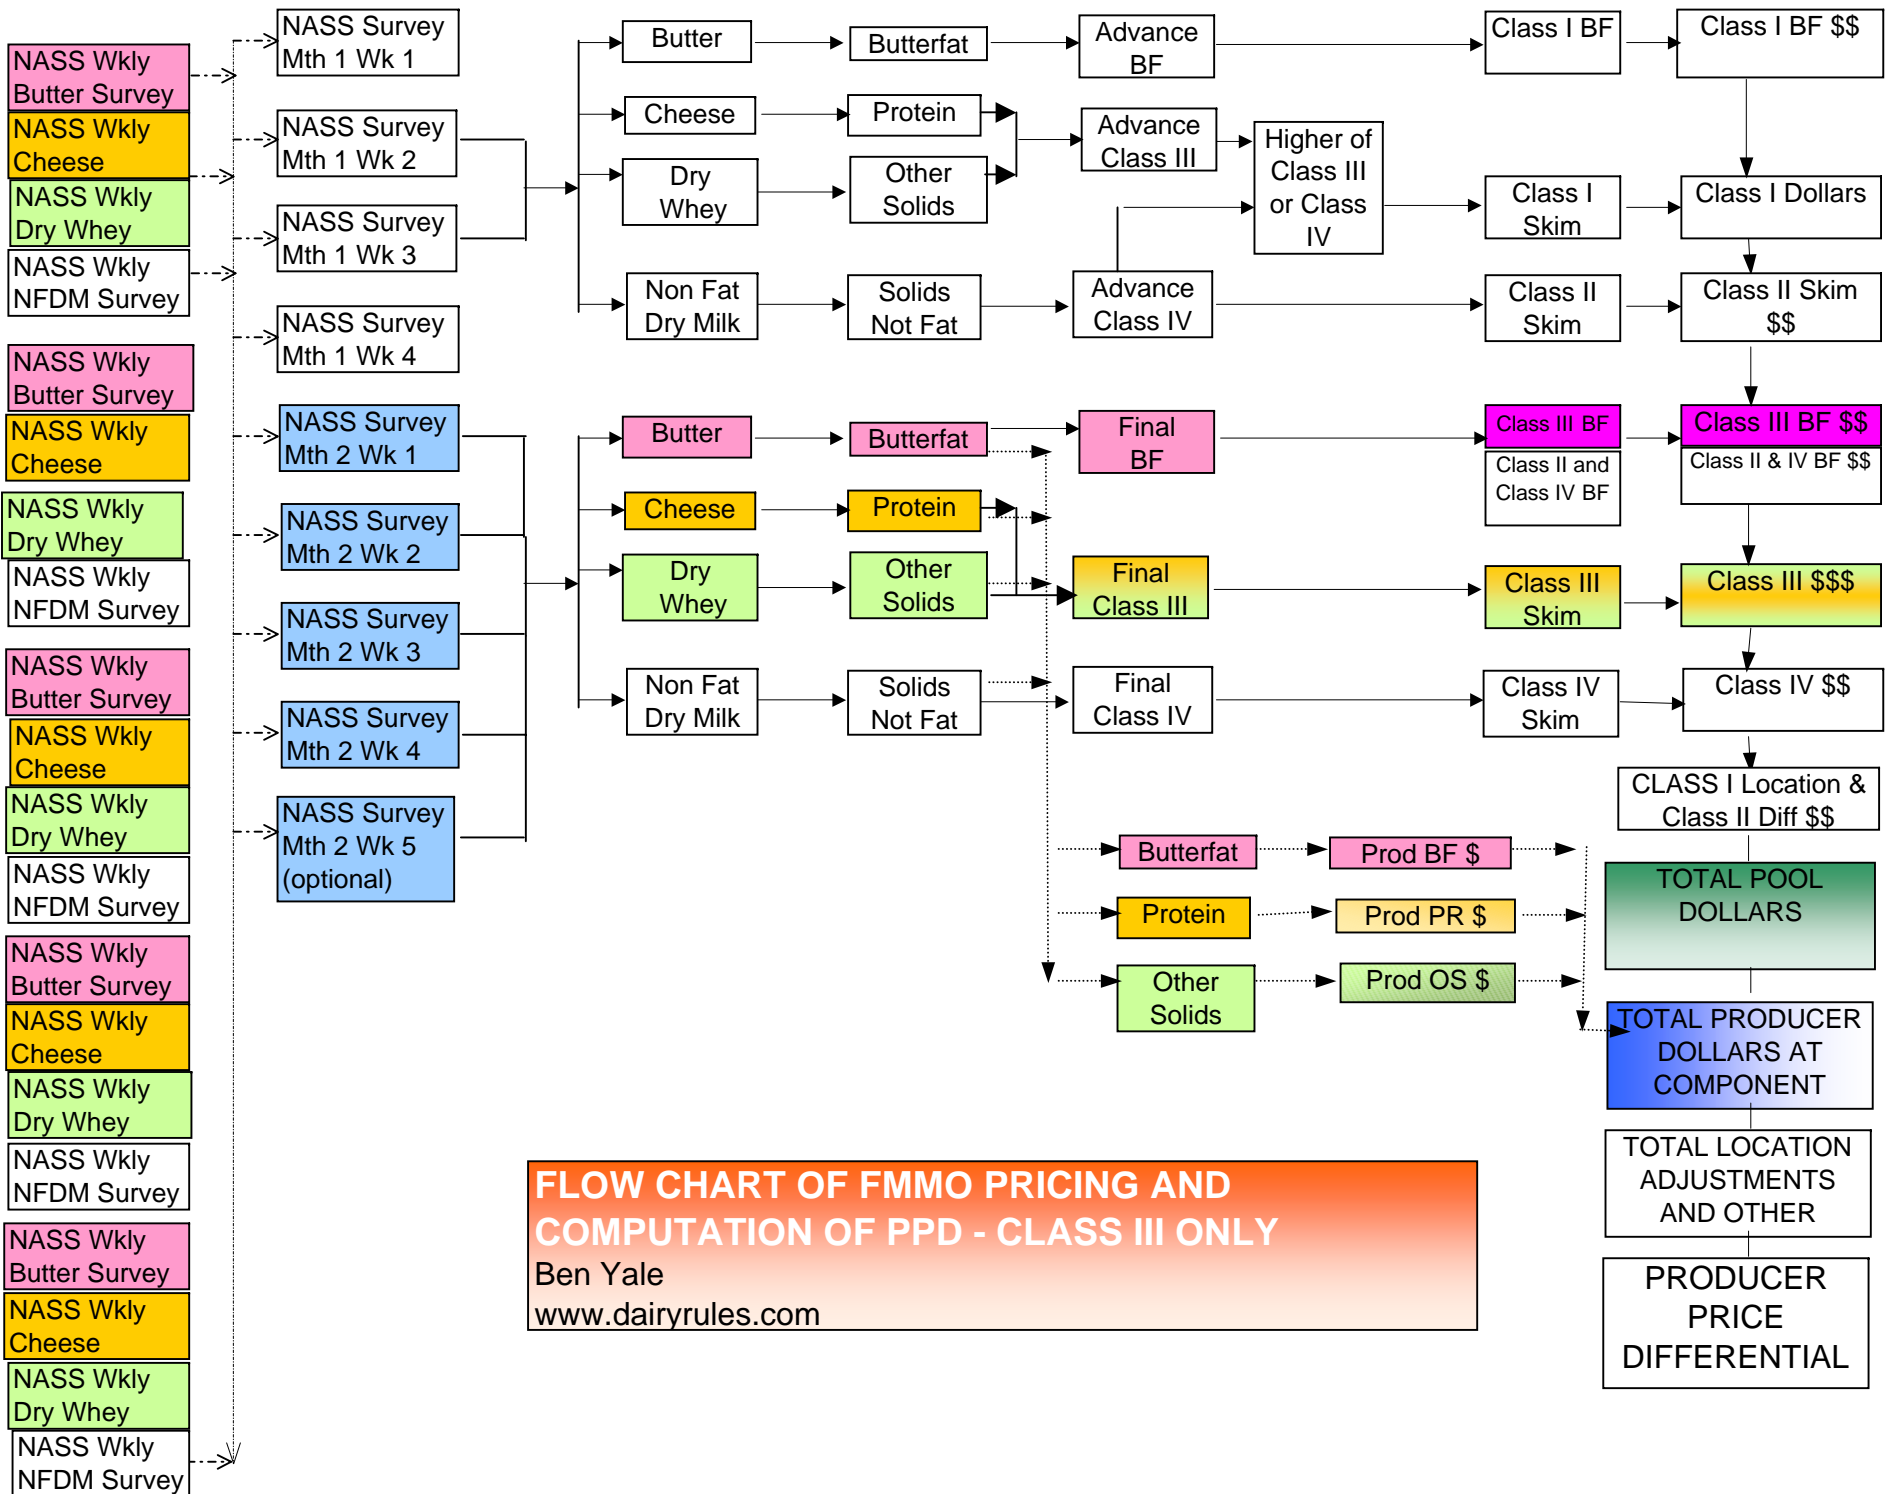 NASS Wkly
Butter Survey
NASS Wkly
Cheese
NASS Wkly
Dry Whey
NASS Wkly
NFDM Survey
NASS Wkly
Butter Survey
NASS Wkly
Cheese
NASS Wkly
Dry Whey
NASS Wkly
NFDM Survey
NASS Wkly
Butter Survey
NASS Wkly
Cheese
NASS Wkly
Dry Whey
NASS Wkly
NFDM Survey
NASS Wkly
Butter Survey
NASS Wkly
Cheese
NASS Wkly
Dry Whey
NASS Wkly
NFDM Survey
NASS Wkly
Butter Survey
NASS Wkly
Cheese
NASS Wkly
Dry Whey
NASS Wkly
NFDM Survey
NASS Survey
Mth 1 Wk 1
NASS Survey
Mth 1 Wk 2
NASS Survey
Mth 1 Wk 3
NASS Survey
Mth 1 Wk 4
NASS Survey
Mth 2 Wk 1
NASS Survey
Mth 2 Wk 2
NASS Survey
Mth 2 Wk 3
NASS Survey
Mth 2 Wk 4
NASS Survey
Mth 2 Wk 5
(optional)
Butter
Cheese
Dry
Whey
Non Fat
Dry Milk
Butter
Cheese
Dry
Whey
Non Fat
Dry Milk
Butterfat
Protein
Other
Solids
Solids
Not Fat
Butterfat
Protein
Other
Solids
Solids
Not Fat
Advance
BF
Advance
Class III
Advance
Class IV
Higher of
Class III
or Class
IV
Final
BF
Final
Class III
Final
Class IV
Butterfat
Protein
Other
Solids
Prod BF $
Prod PR $
Prod OS $
Class I BF
Class I
Skim
Class II
Skim
Class III BF
Class II and
Class IV BF
Class III
Skim
Class IV
Skim
Class I BF $$
Class I Dollars
Class II Skim
$$
Class III BF $$
Class II & IV BF $$
Class III $$$
Class IV $$
CLASS I Location &
Class II Diff $$
TOTAL POOL
DOLLARS
TOTAL PRODUCER
DOLLARS AT
COMPONENT
TOTAL LOCATION
ADJUSTMENTS
AND OTHER
PRODUCER
PRICE
DIFFERENTIAL
FLOW CHART OF FMMO PRICING AND
COMPUTATION OF PPD - CLASS III ONLY
Ben Yale
www.dairyrules.com